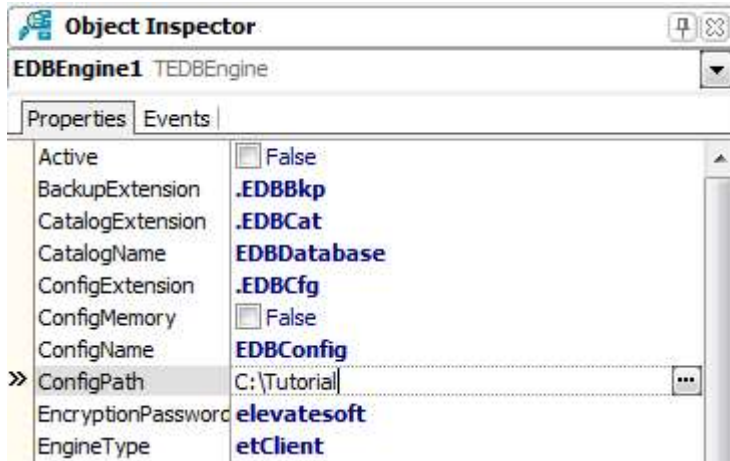 Object Inspector
EDBEngine1 TEDBEngine
Properties Events
Active False
BackupExtension .EDBBkp
CatalogExtension .EDBCat
CatalogName EDBDatabase
ConfigExtension .EDBCfg
ConfigMemory False
ConfigName EDBConfig
» ConfigPath C:\Tutorial ...
EncryptionPassword elevatesoft
EngineType etClient